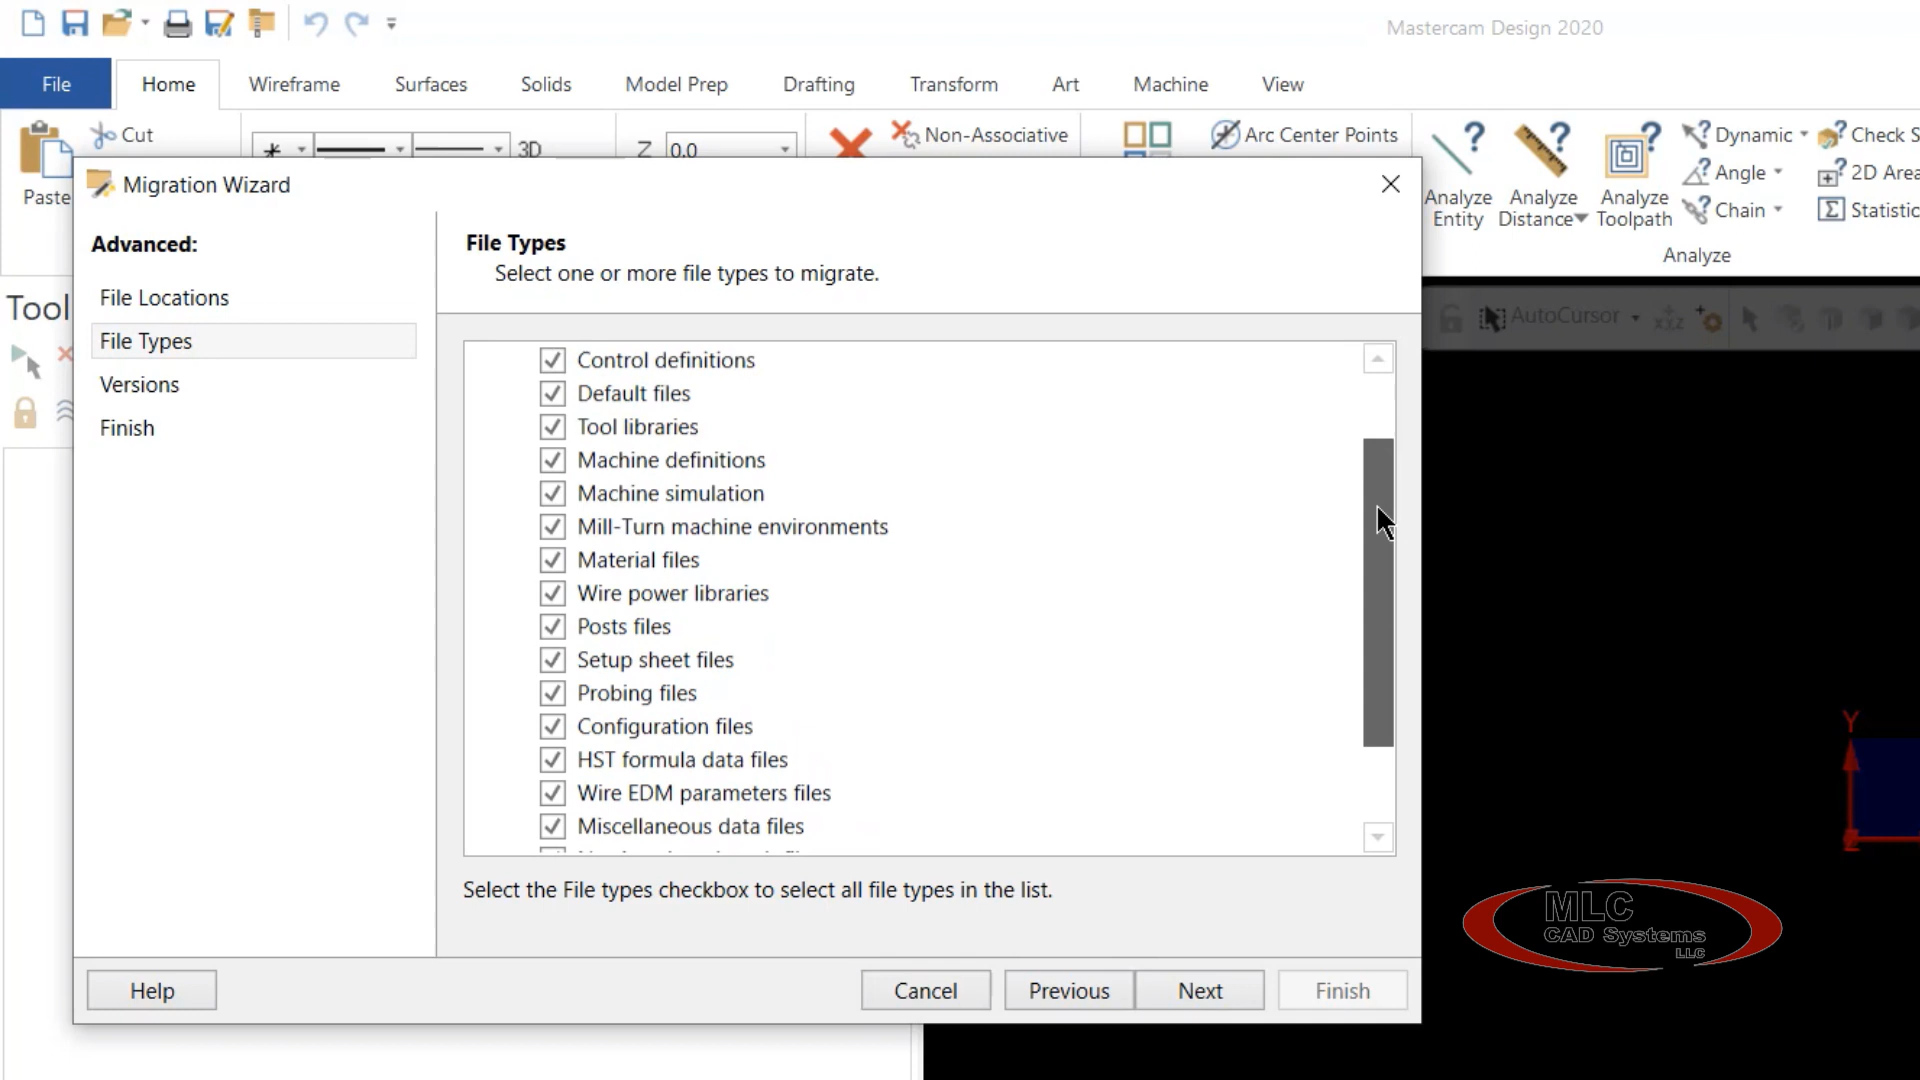 Mastercam Design 2020
File Home Wireframe Surfaces Solids Model Prep Drafting Transform Art Machine View
Cut
3D
Z 0.0
Non-Associative
Arc Center Points
Paste
Analyze Entity
Analyze Distance
Analyze Toolpath
Dynamic
Angle
Chain
Check S
2D Area
Statistic
Analyze
Tool
AutoCursor
Migration Wizard
Advanced:
File Locations
File Types
Versions
Finish
File Types
Select one or more file types to migrate.
Control definitions
Default files
Tool libraries
Machine definitions
Machine simulation
Mill-Turn machine environments
Material files
Wire power libraries
Posts files
Setup sheet files
Probing files
Configuration files
HST formula data files
Wire EDM parameters files
Miscellaneous data files
Select the File types checkbox to select all file types in the list.
Help Cancel Previous Next Finish
Y
Z
MLC
CAD Systems
LLC